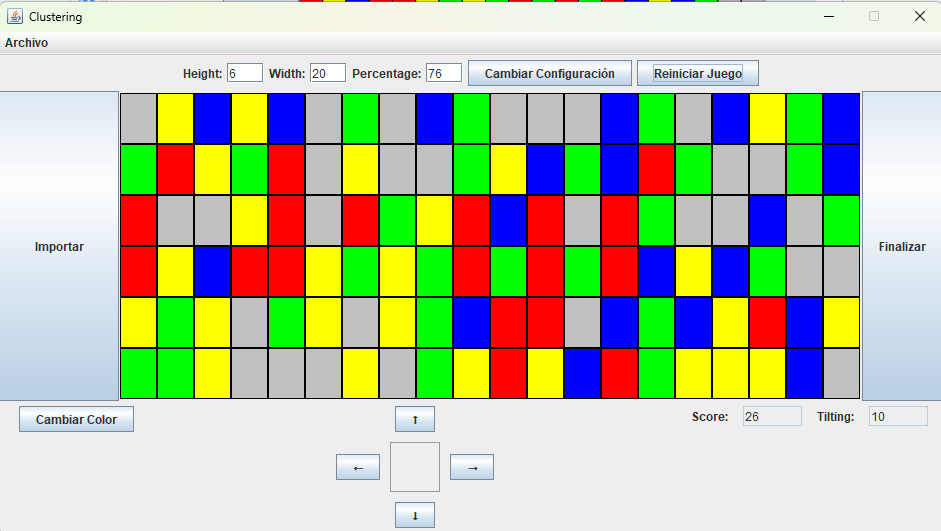 Clustering
Archivo
Height: 6 Width: 20 Percentage: 76 Cambiar Configuración Reiniciar Juego
Importar
Finalizar
Cambiar Color
↑
Score: 26 Tilting: 10
← →
↓